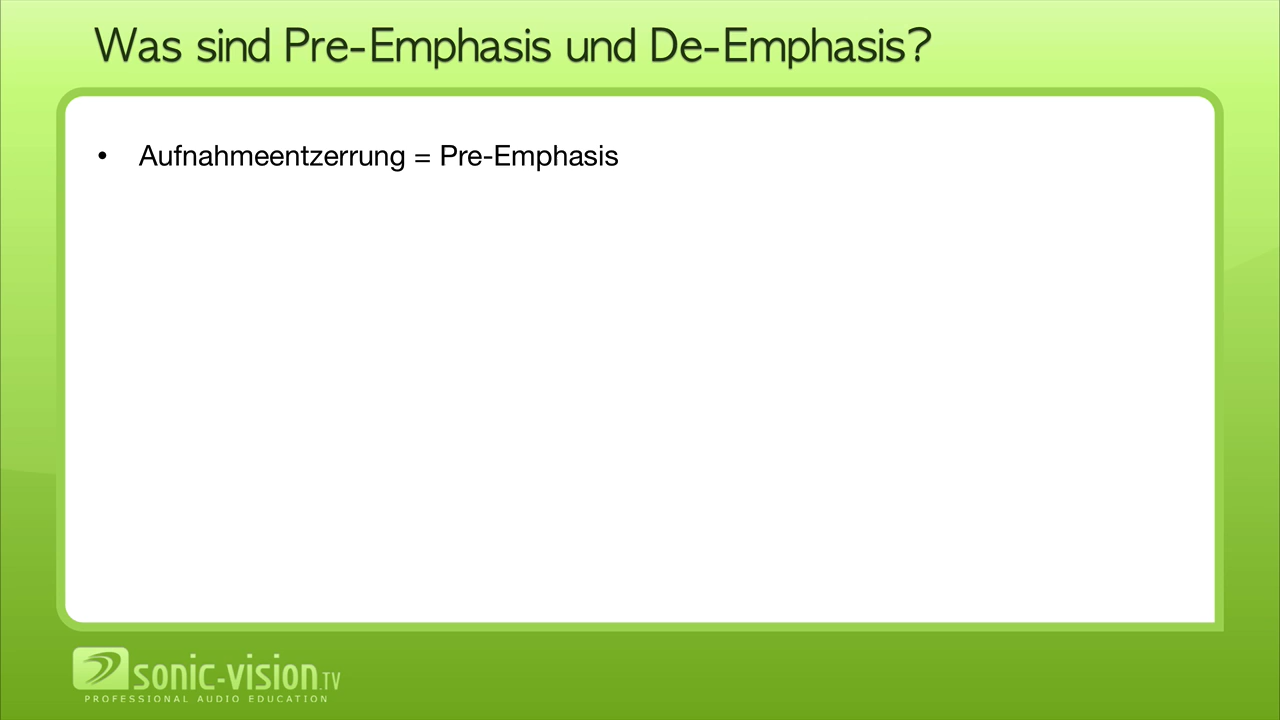 Was sind Pre-Emphasis und De-Emphasis?
• Aufnahmeentzerrung = Pre-Emphasis
sonic-vision.TV
PROFESSIONAL AUDIO EDUCATION